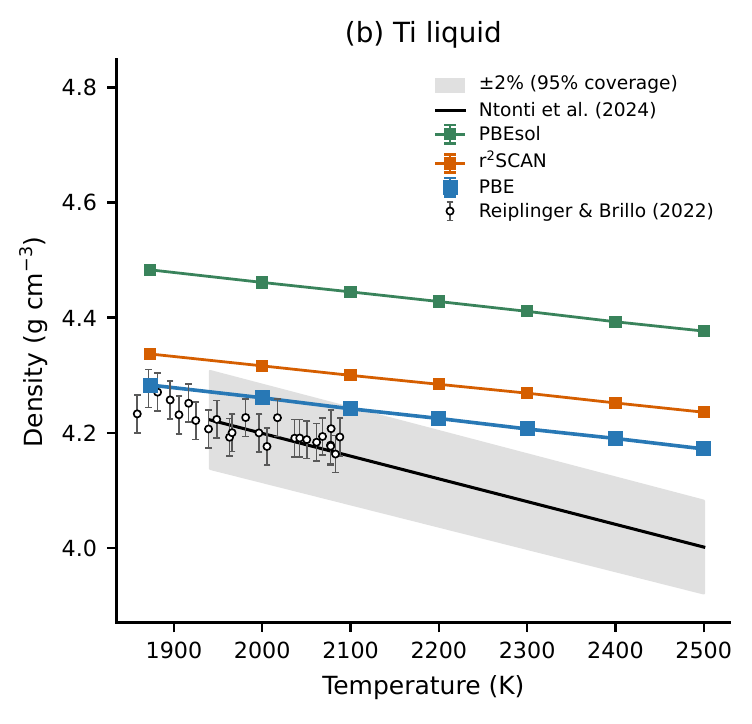 (b) Ti liquid
±2% (95% coverage)
Ntonti et al. (2024)
PBEsol
r²SCAN
PBE
Reiplinger & Brillo (2022)
Density (g cm⁻³)
4.8
4.6
4.4
4.2
4.0
1900 2000 2100 2200 2300 2400 2500
Temperature (K)